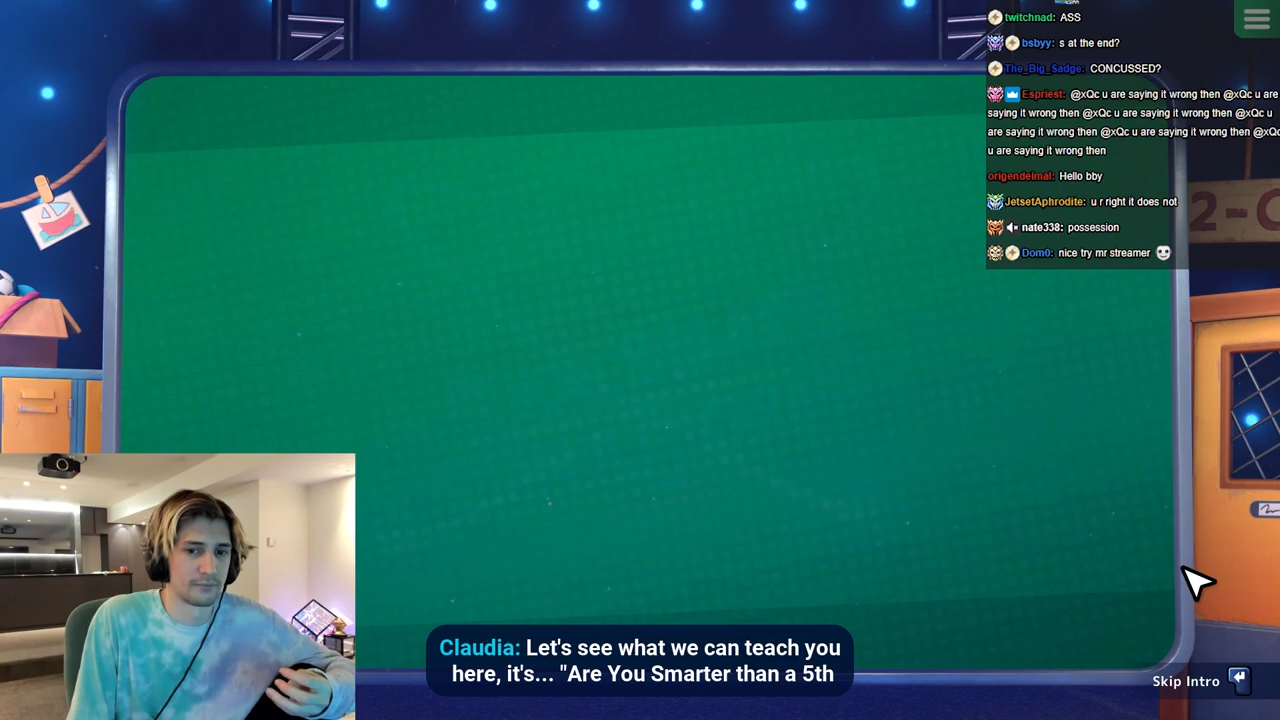 twitchnad: ASS
bsbyy: s at the end?
The_Big_Sadge: CONCUSSED?
Espriest: @xQc u are saying it wrong then @xQc u are
saying it wrong then @xQc u are saying it wrong then @xQc u
are saying it wrong then @xQc u are saying it wrong then @xQc
u are saying it wrong then
origendelmal: Hello bby
JetsetAphrodite: u r right it does not
nate338: possession
Dom0: nice try mr streamer
2-C
Claudia: Let's see what we can teach you
here, it's... "Are You Smarter than a 5th
Skip Intro